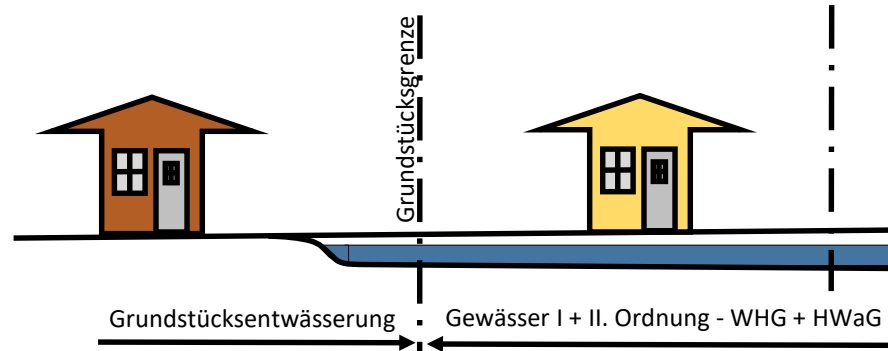 Grundstücksgrenze
Grundstücksentwässerung
Gewässer I + II. Ordnung - WHG + HWaG